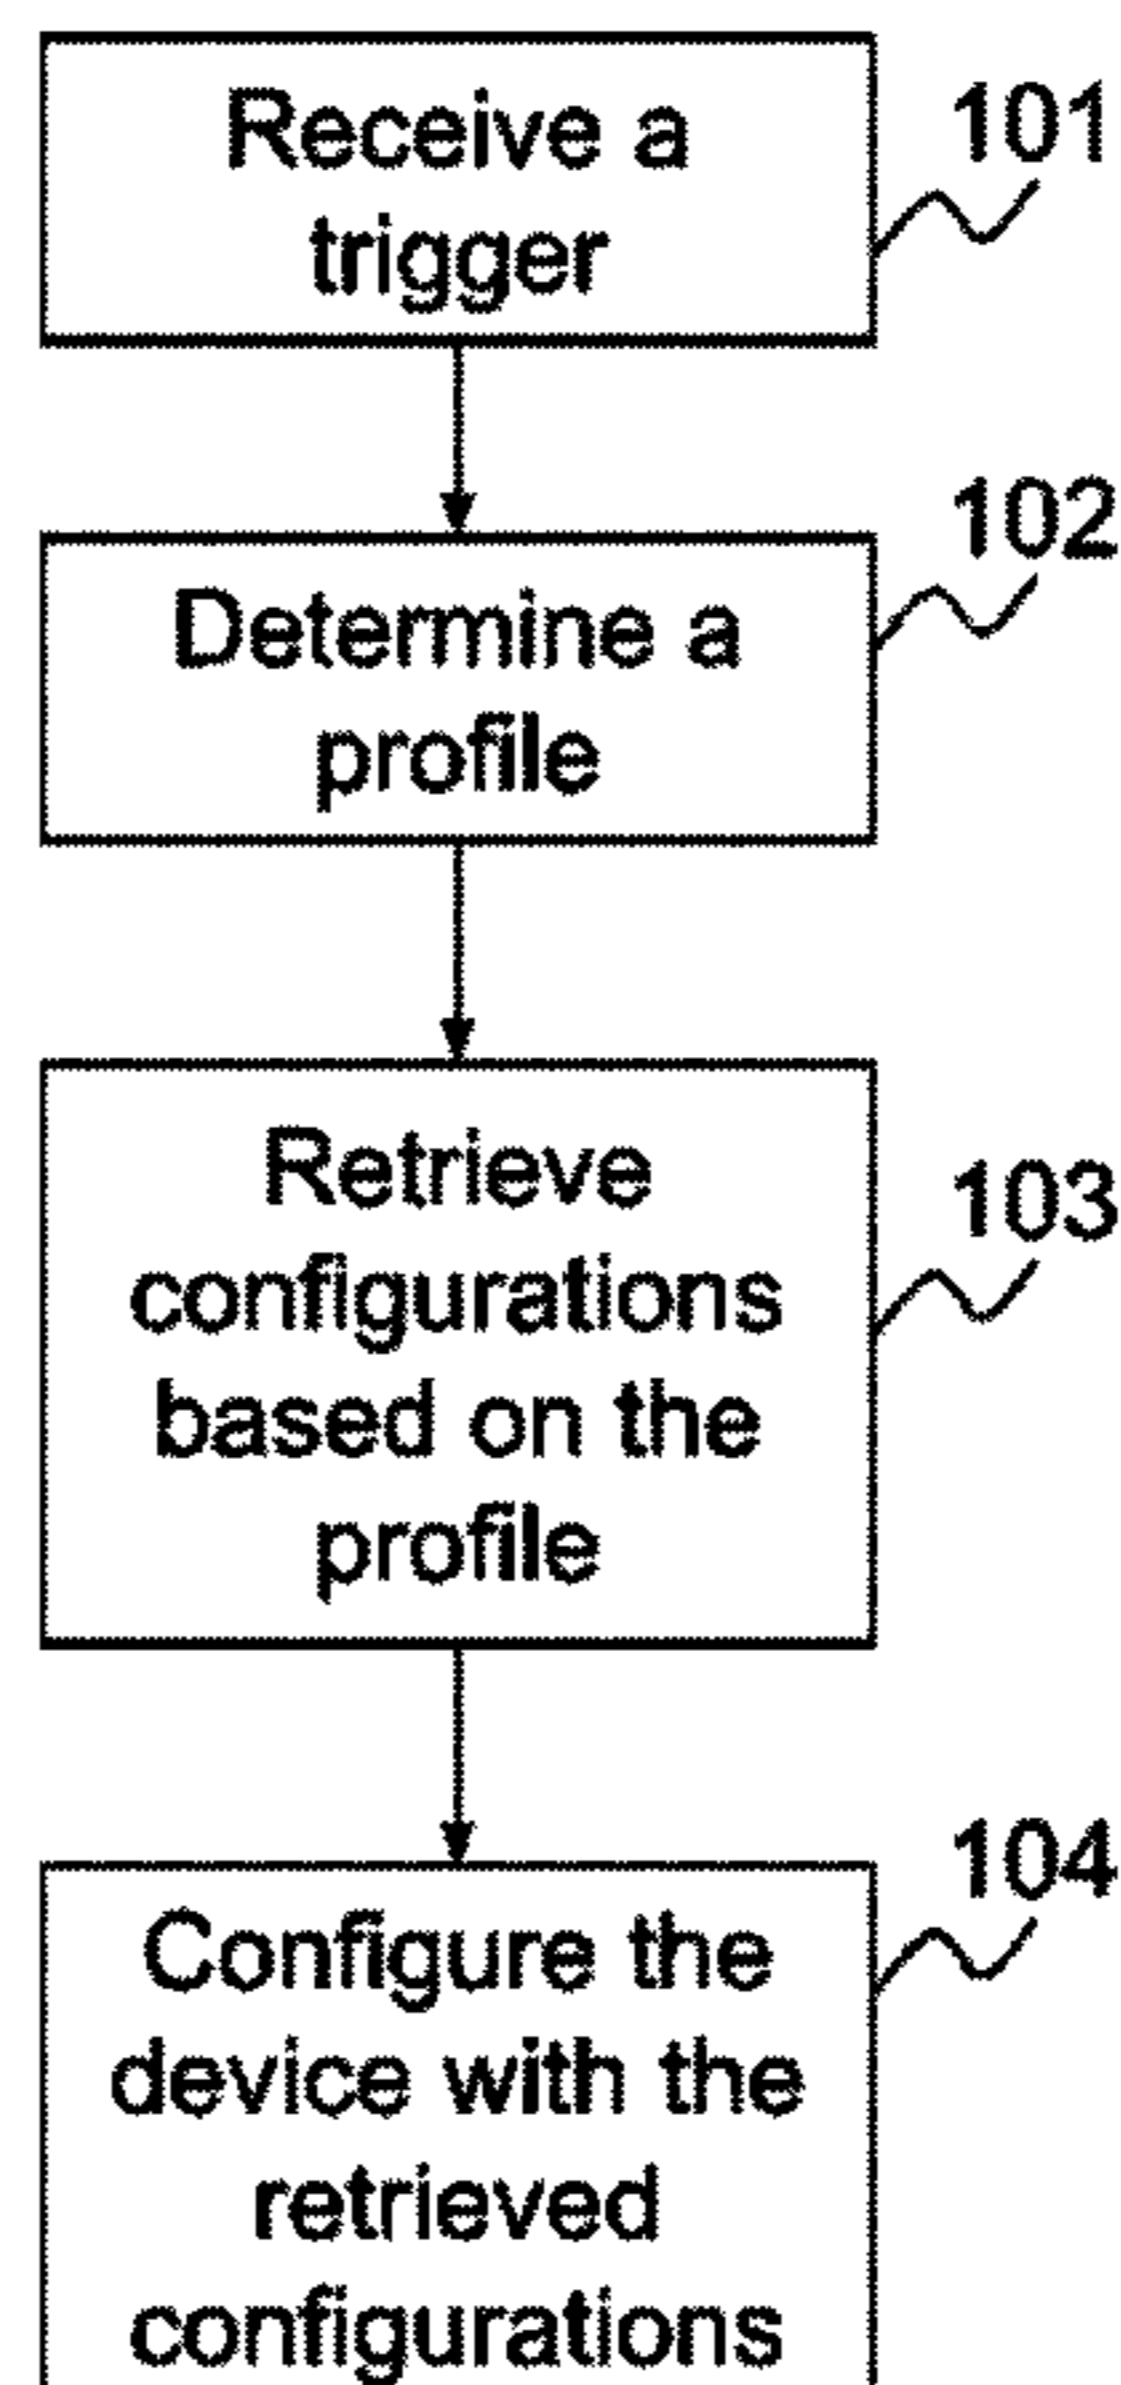 Receive a
trigger
101
Determine a
profile
102
Retrieve
configurations
based on the
profile
103
Configure the
device with the
retrieved
configurations
104